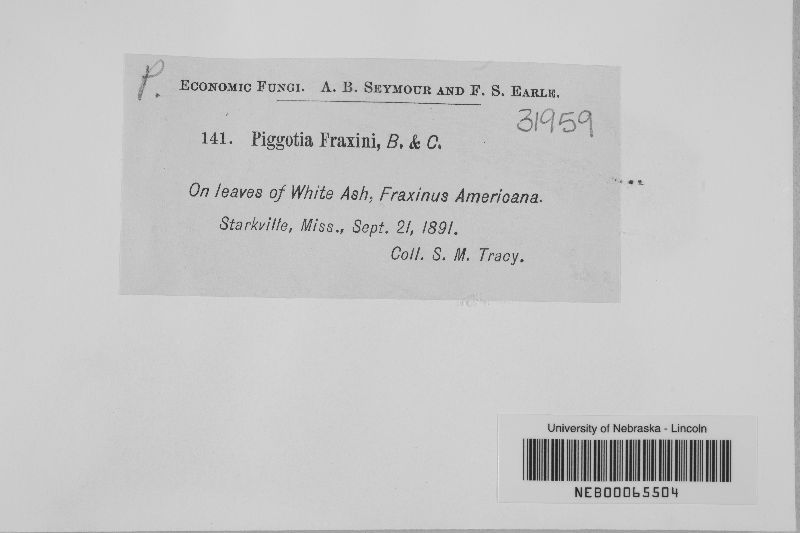 P. Economic Fungi. A. B. Seymour and F. S. Earle.
31959
141. Piggotia Fraxini, B. & C.
On leaves of White Ash, Fraxinus Americana.
Starkville, Miss., Sept. 21, 1891.
Coll. S. M. Tracy.
University of Nebraska - Lincoln
NEB00065504